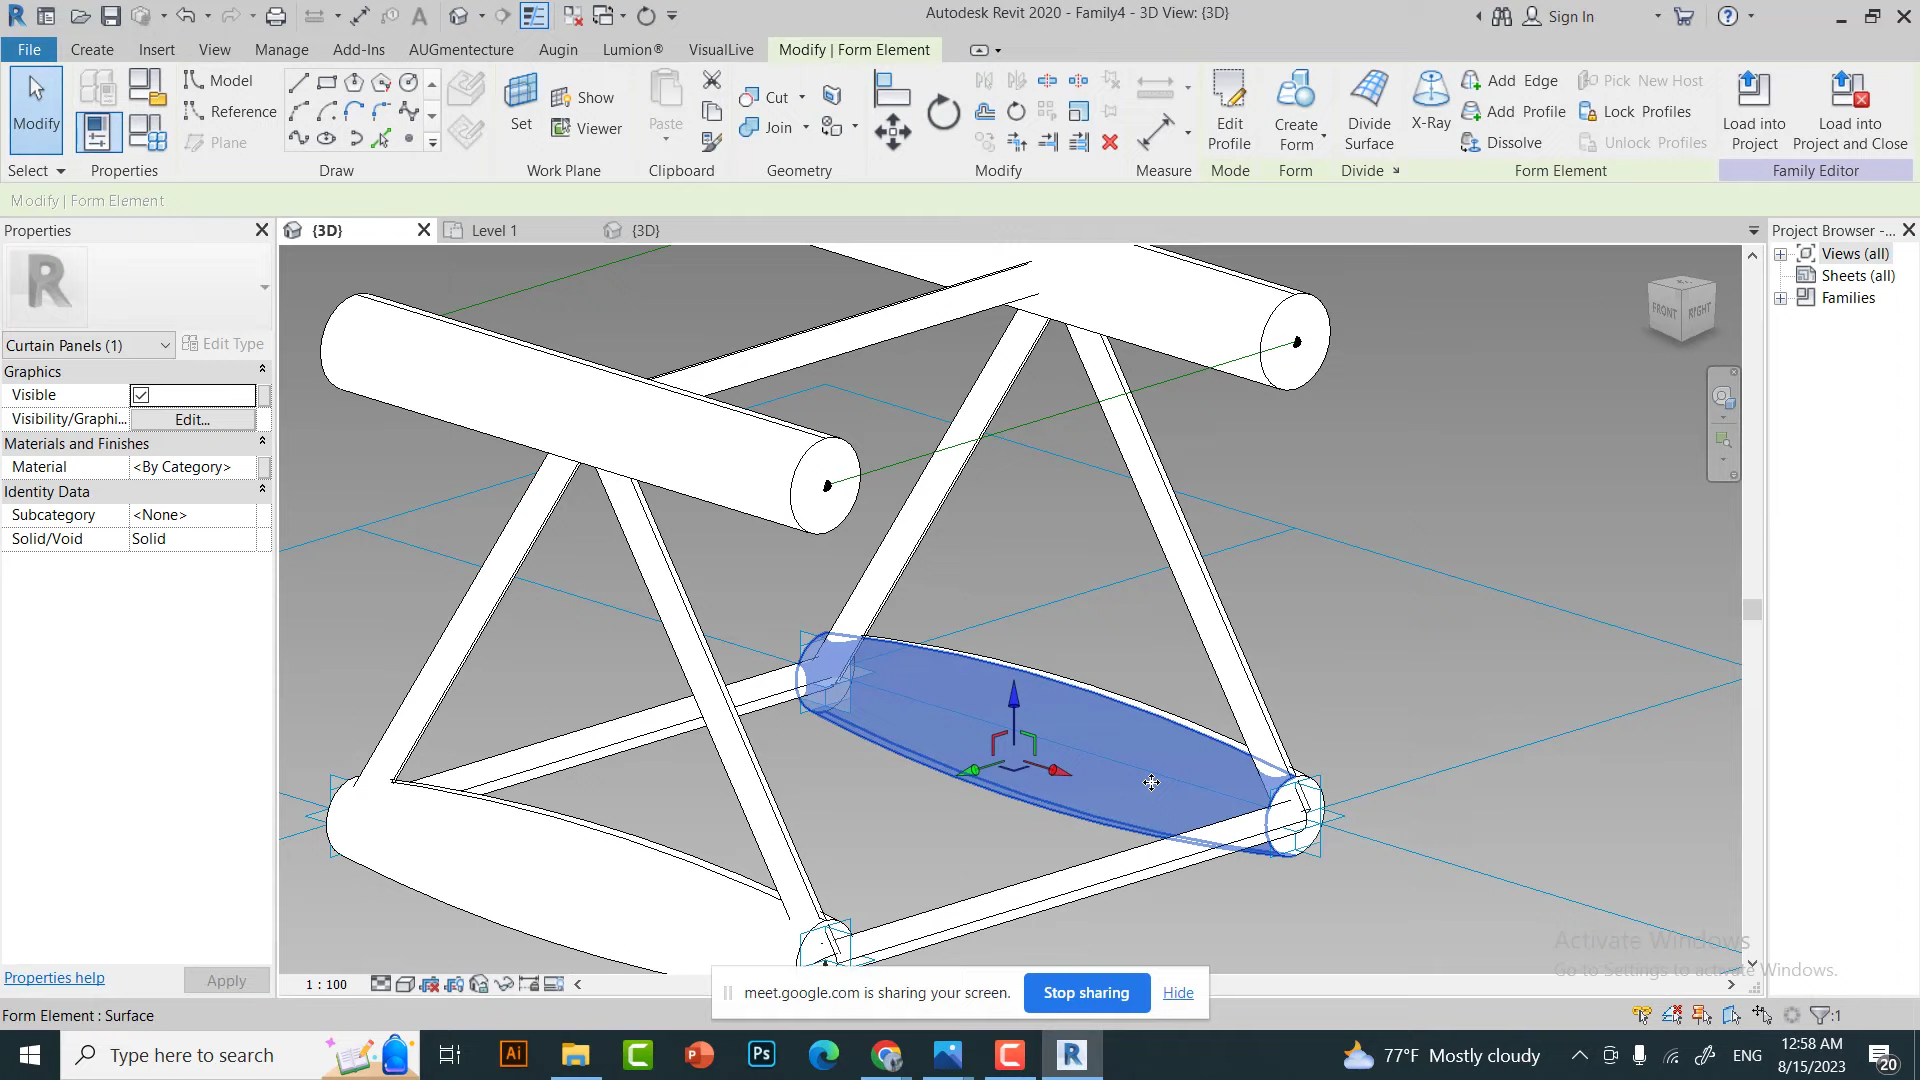 Autodesk Revit 2020 - Family4 - 3D View: {3D}
Sign In
File
Create
Insert
View
Manage
Add-Ins
AUGmentecture
Augin
Lumion®
VisualLive
Modify | Form Element
Modify
Model
Reference
Plane
Set
Show
Viewer
Paste
Cut
Join
Edit
Profile
Create
Form
Divide
Surface
X-Ray
Add Edge
Add Profile
Dissolve
Pick New Host
Lock Profiles
Unlock Profiles
Load into
Project
Load into
Project and Close
Select
Properties
Draw
Work Plane
Clipboard
Geometry
Modify
Measure
Mode
Form
Divide
Form Element
Family Editor
Modify | Form Element
Properties
{3D}
Level 1
{3D}
Project Browser -...
Views (all)
Sheets (all)
Families
FRONT
RIGHT
R
Curtain Panels (1)
Edit Type
Graphics
Visible
Visibility/Graphi...
Edit...
Materials and Finishes
Material
<By Category>
Identity Data
Subcategory
<None>
Solid/Void
Solid
Properties help
Apply
1 : 100
Activate Windows
Go to Settings to activate Windows.
meet.google.com is sharing your screen.
Stop sharing
Hide
Form Element : Surface
:1
Type here to search
77°F Mostly cloudy
ENG
12:58 AM
8/15/2023
20